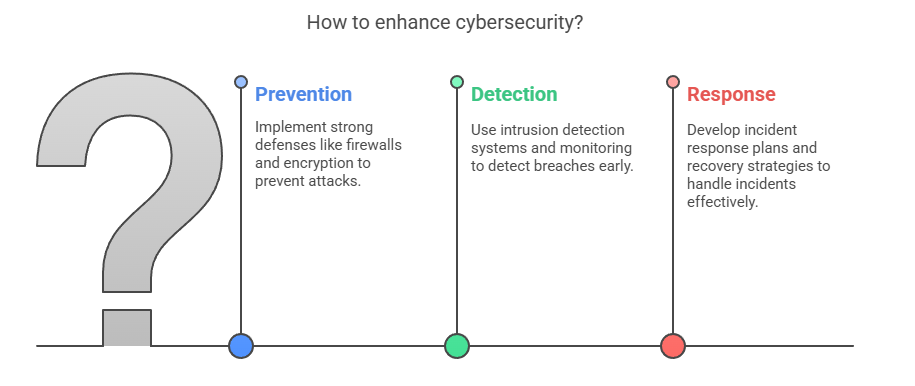 How to enhance cybersecurity?
Prevention
Implement strong
defenses like firewalls
and encryption to
prevent attacks.
Detection
Use intrusion detection
systems and monitoring
to detect breaches early.
Response
Develop incident
response plans and
recovery strategies to
handle incidents
effectively.